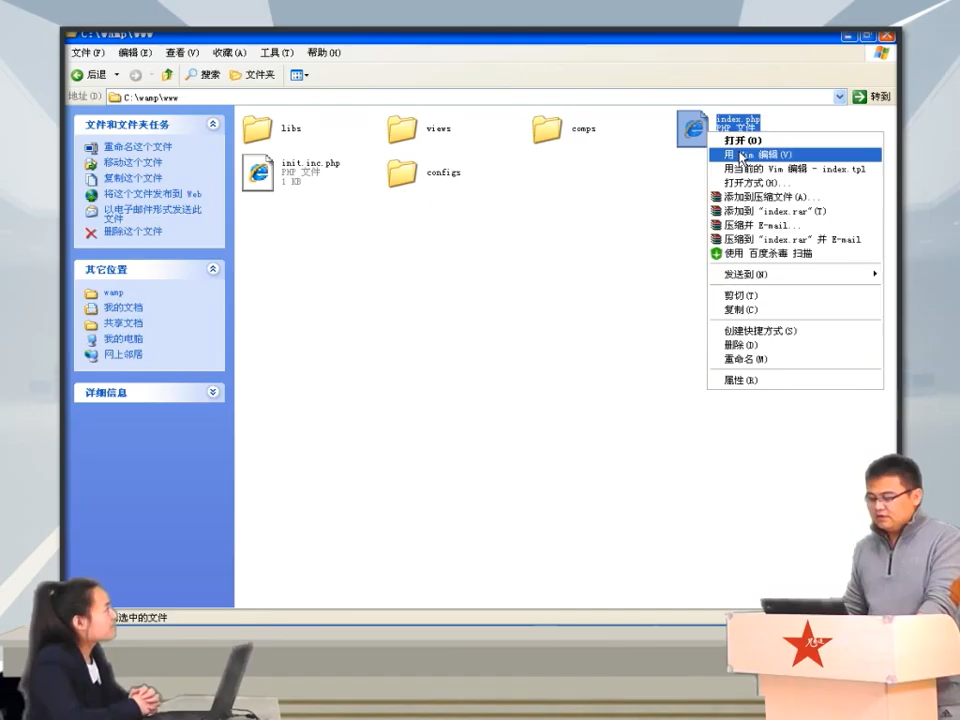 C:\wamp\www
文件(F) 编辑(E) 查看(V) 收藏(A) 工具(T) 帮助(H)
后退 搜索 文件夹
地址(D) C:\wamp\www 转到
文件和文件夹任务
重命名这个文件
移动这个文件
复制这个文件
将这个文件发布到 Web
以电子邮件形式发送此
文件
删除这个文件
其它位置
wamp
我的文档
共享文档
我的电脑
网上邻居
详细信息
libs
views
comps
index.php
PHP 文件
init.inc.php
PHP 文件
1 KB
configs
打开(O)
用 Vim 编辑(V)
用当前的 Vim 编辑 - index.tpl
打开方式(H)...
添加到压缩文件(A)...
添加到 "index.rar"(T)
压缩并 E-mail...
压缩到 "index.rar" 并 E-mail
使用 百度杀毒 扫描
发送到(N)
剪切(T)
复制(C)
创建快捷方式(S)
删除(D)
重命名(M)
属性(R)
选中的文件